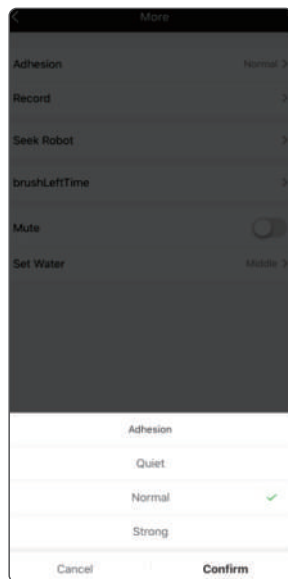 More
Adhesion Normal >
Record >
Seek Robot >
brushLeftTime >
Mute
Set Water Middle >
Adhesion
Quiet
Normal
Strong
Cancel Confirm